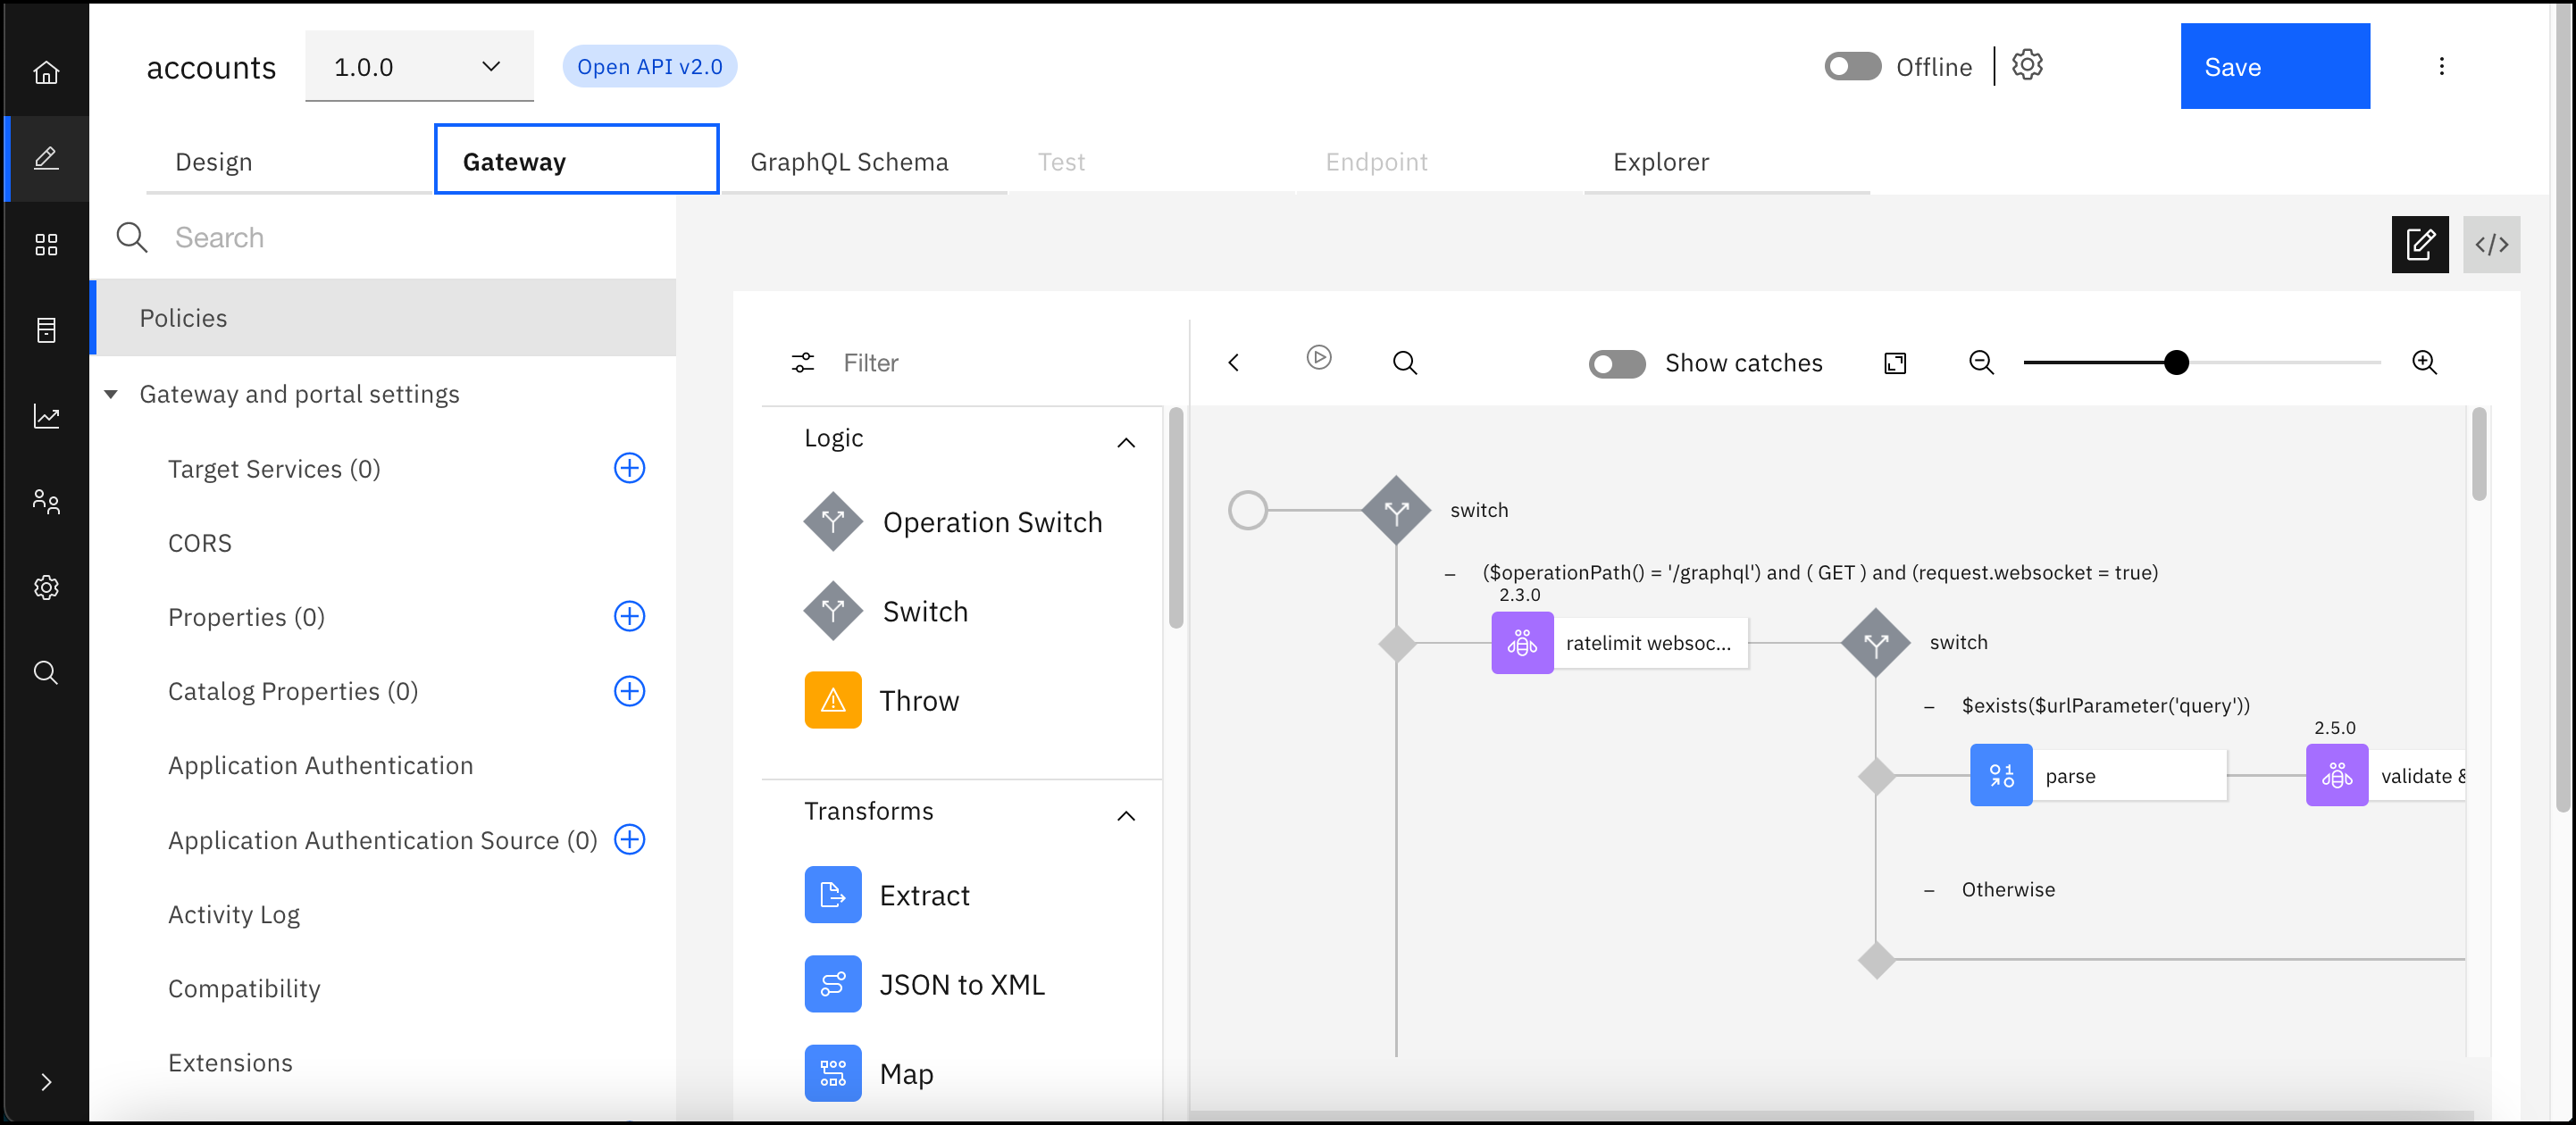 accounts
1.0.0
Open API v2.0
Offline
Save
Design
Gateway
GraphQL Schema
Test
Endpoint
Explorer
Search
Policies
Gateway and portal settings
Target Services (0)
CORS
Properties (0)
Catalog Properties (0)
Application Authentication
Application Authentication Source (0)
Activity Log
Compatibility
Extensions
Filter
Logic
Operation Switch
Switch
Throw
Transforms
Extract
JSON to XML
Map
Show catches
switch
– ($operationPath() = '/graphql') and ( GET ) and (request.websocket = true)
2.3.0
ratelimit websoc...
switch
– $exists($urlParameter('query'))
2.5.0
parse
validate &
– Otherwise